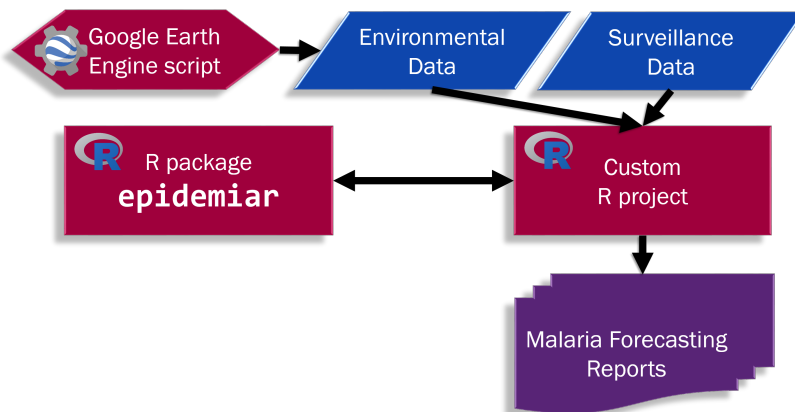 Google Earth
Engine script
Environmental
Data
Surveillance
Data
R
R package
epidemiar
R
Custom
R project
Malaria Forecasting
Reports